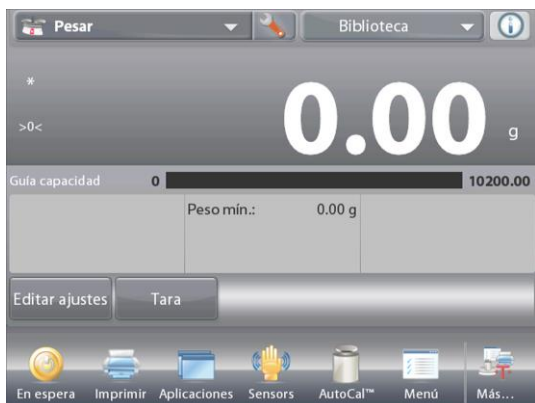 Pesar Biblioteca
*
>0<
0.00 g
Guía capacidad 0 10200.00
Peso mín.: 0.00 g
Editar ajustes Tara
En espera Imprimir Aplicaciones Sensors AutoCal™ Menú Más...